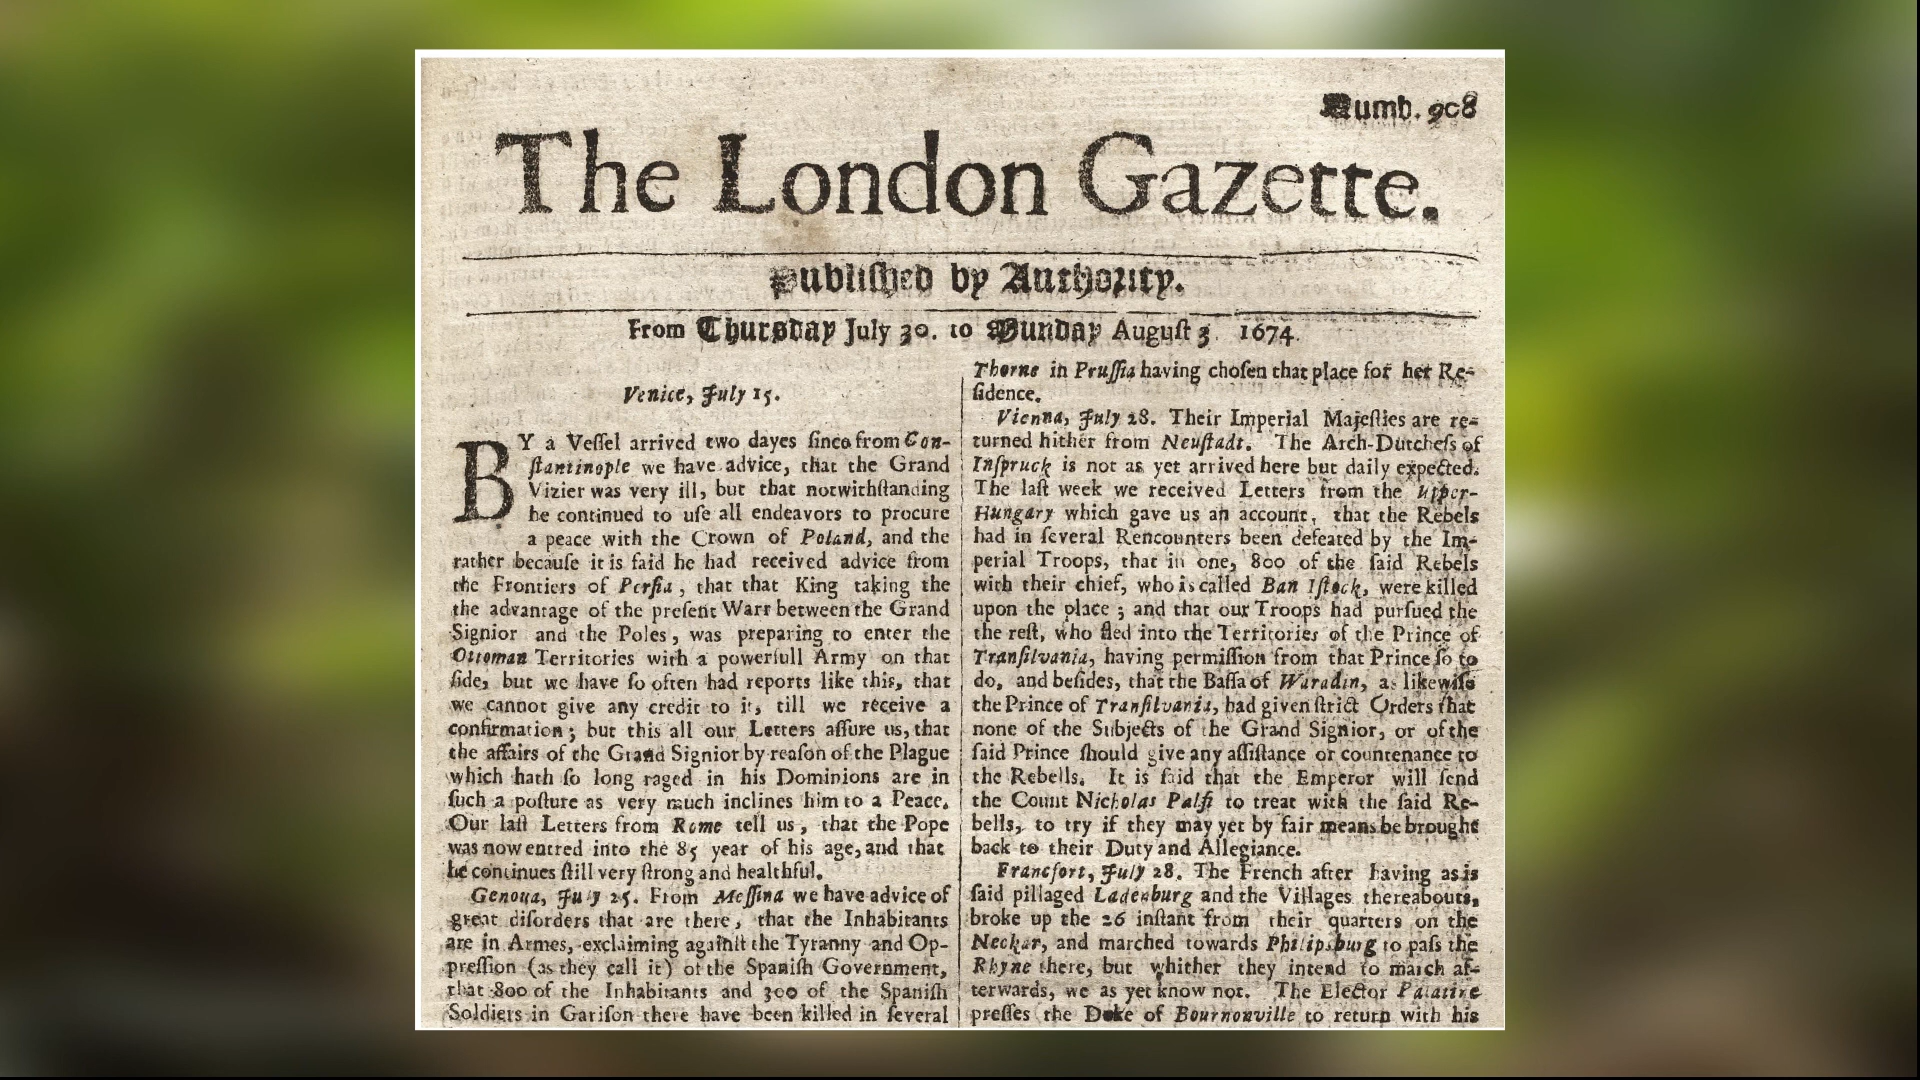 Numb. 908
The London Gazette.
Publiſhed by Authority.
From Thursday July 30. to Munday Auguſt 3. 1674.
Venice, July 15.
BY a Veſſel arrived two dayes ſince from Con-
ſtantinople we have advice, that the Grand
Vizier was very ill, but that notwithſtanding
he continued to uſe all endeavors to procure
a peace with the Crown of Poland, and the
rather becauſe it is ſaid he had received advice from
the Frontiers of Perſia, that that King taking the
the advantage of the preſent Warr between the Grand
Signior and the Poles, was preparing to enter the
Ottoman Territories with a powerfull Army on that
ſide, but we have ſo often had reports like this, that
we cannot give any credit to it, till we receive a
confirmation; but this all our Letters aſſure us, that
the affairs of the Grand Signior by reaſon of the Plague
which hath ſo long raged in his Dominions are in
ſuch a poſture as very much inclines him to a Peace.
Our laſt Letters from Rome tell us, that the Pope
was now entred into the 85 year of his age, and that
he continues ſtill very ſtrong and healthful.
Genoua, July 25. From Meſſina we have advice of
great diſorders that are there, that the Inhabitants
are in Armes, exclaiming againſt the Tyranny and Op-
preſſion (as they call it) of the Spaniſh Government,
that 800 of the Inhabitants and 300 of the Spaniſh
Soldiers in Gariſon there have been killed in ſeveral
Thorne in Pruſſia having choſen that place for her Re-
ſidence.
Vienna, July 28. Their Imperial Majeſties are re-
turned hither from Neuſtadt. The Arch-Dutcheſs of
Inſpruck is not as yet arrived here but daily expected.
The laſt week we received Letters from the Upper-
Hungary which gave us an account, that the Rebels
had in ſeveral Rencounters been defeated by the Im-
perial Troops, that in one, 800 of the ſaid Rebels
with their chief, who is called Ban Iſtock, were killed
upon the place; and that our Troops had purſued the
the reſt, who fled into the Territories of the Prince of
Tranſilvania, having permiſſion from that Prince ſo to
do, and beſides, that the Baſſa of Waradin, as likewiſe
the Prince of Tranſilvania, had given ſtrict Orders that
none of the Subjects of the Grand Signior, or of the
ſaid Prince ſhould give any aſſiſtance or countenance to
the Rebells. It is ſaid that the Emperor will ſend
the Count Nicholas Palfi to treat with the ſaid Re-
bells, to try if they may yet by fair means be brought
back to their Duty and Allegiance.
Francfort, July 28. The French after having as is
ſaid pillaged Ladenburg and the Villages thereabouts,
broke up the 26 inſtant from their quarters on the
Neckar, and marched towards Philipsburg to paſs the
Rhyne there, but whither they intend to march af-
terwards, we as yet know not. The Elector Palatine
preſſes the Duke of Bournonville to return with his